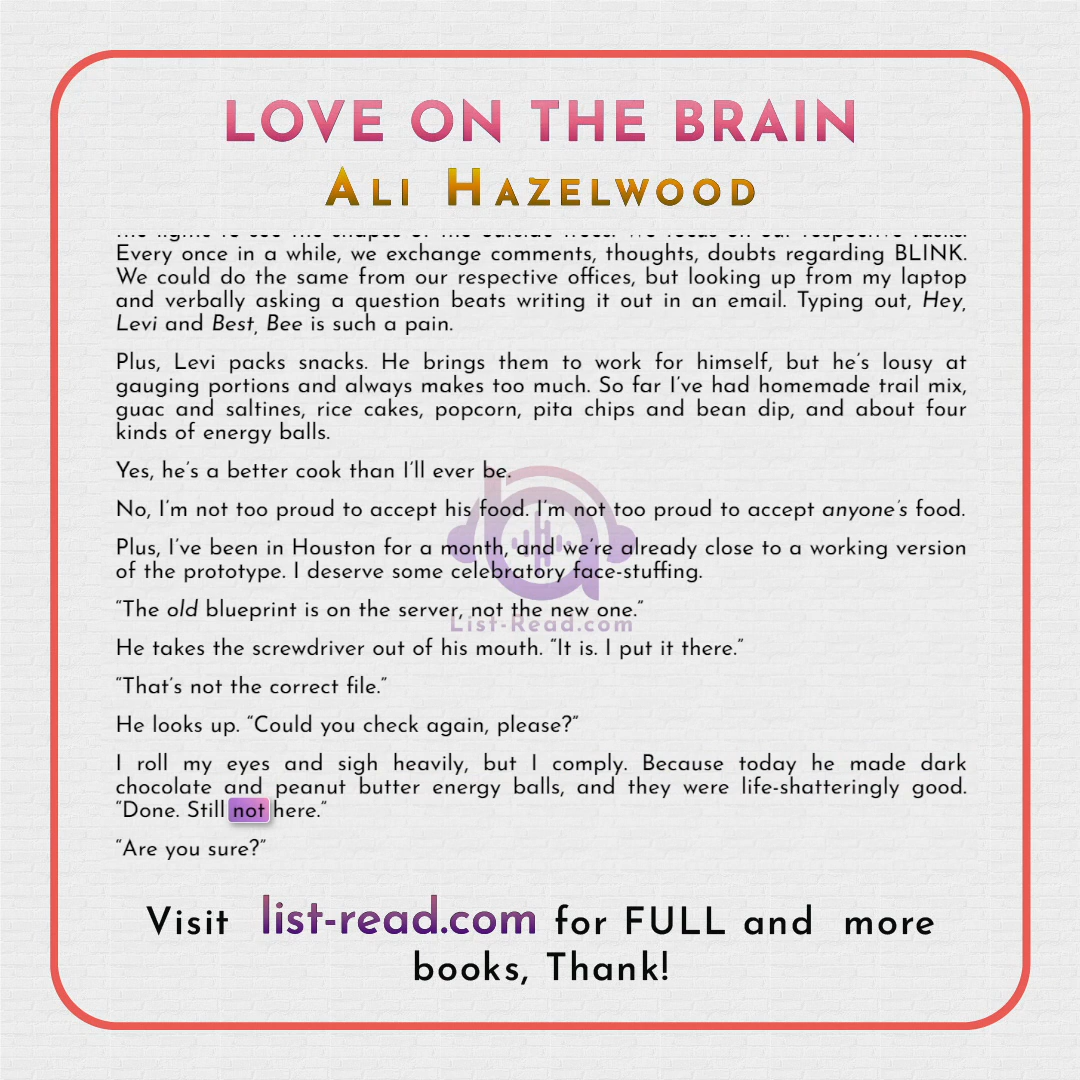 LOVE ON THE BRAIN
ALI HAZELWOOD
Every once in a while, we exchange comments, thoughts, doubts regarding BLINK.
We could do the same from our respective offices, but looking up from my laptop
and verbally asking a question beats writing it out in an email. Typing out, Hey,
Levi and Best, Bee is such a pain.
Plus, Levi packs snacks. He brings them to work for himself, but he's lousy at
gauging portions and always makes too much. So far I've had homemade trail mix,
guac and saltines, rice cakes, popcorn, pita chips and bean dip, and about four
kinds of energy balls.
Yes, he's a better cook than I'll ever be.
No, I'm not too proud to accept his food. I'm not too proud to accept anyone's food.
Plus, I've been in Houston for a month, and we're already close to a working version
of the prototype. I deserve some celebratory face-stuffing.
“The old blueprint is on the server, not the new one.”
List-Read.com
He takes the screwdriver out of his mouth. “It is. I put it there.”
“That's not the correct file.”
He looks up. “Could you check again, please?”
I roll my eyes and sigh heavily, but I comply. Because today he made dark
chocolate and peanut butter energy balls, and they were life-shatteringly good.
“Done. Still not here.”
“Are you sure?”
Visit list-read.com for FULL and more
books, Thank!